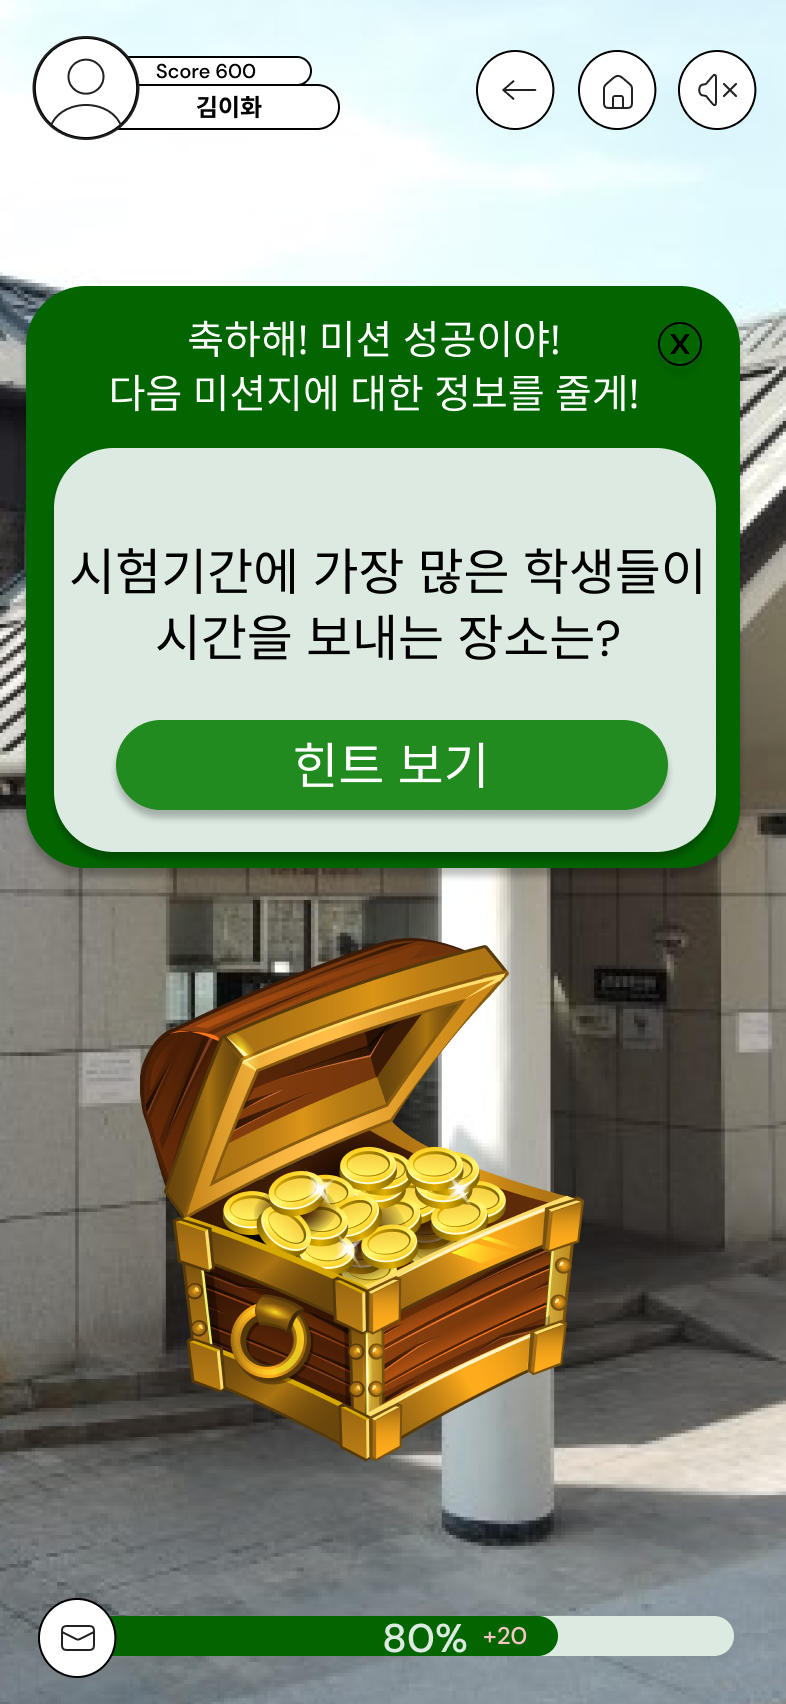 Score 600
김이화
축하해! 미션 성공이야!
X
다음 미션지에 대한 정보를 줄게!
시험기간에 가장 많은 학생들이
시간을 보내는 장소는?
힌트 보기
80% +20